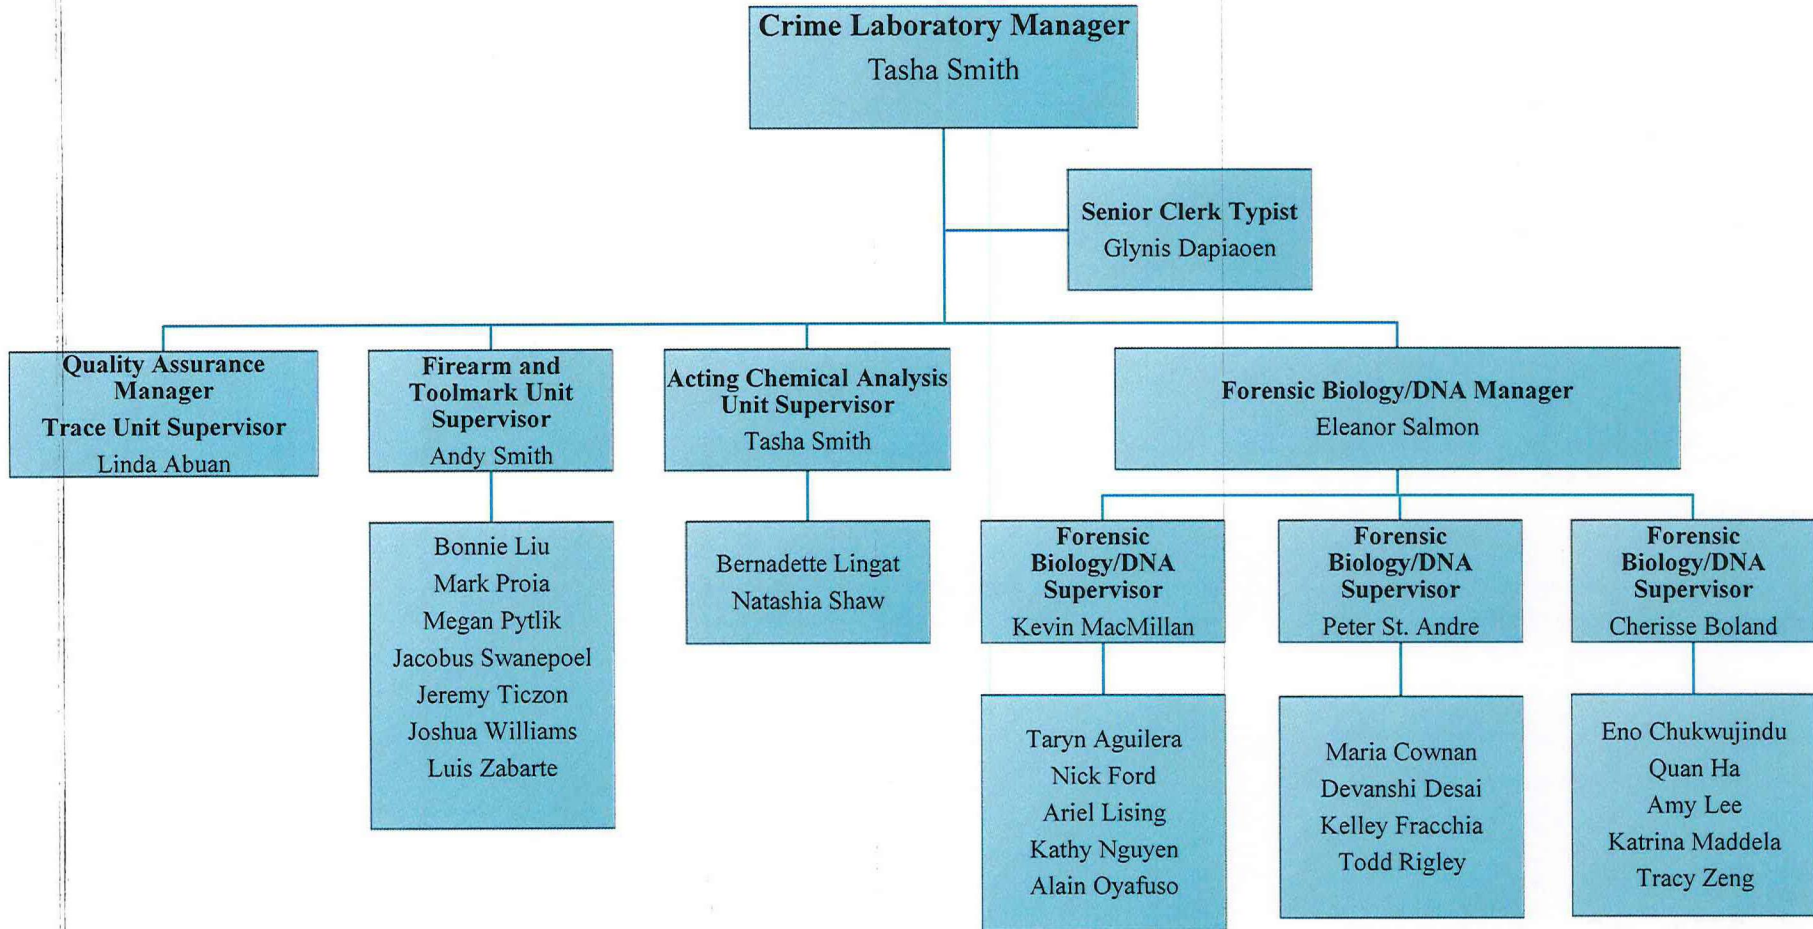 Crime Laboratory Manager
Tasha Smith
Senior Clerk Typist
Glynis Dapiaoen
Quality Assurance
Manager
Trace Unit Supervisor
Linda Abuan
Firearm and
Toolmark Unit
Supervisor
Andy Smith
Bonnie Liu
Mark Proia
Megan Pytlik
Jacobus Swanepoel
Jeremy Ticzon
Joshua Williams
Luis Zabarte
Acting Chemical Analysis
Unit Supervisor
Tasha Smith
Bernadette Lingat
Natashia Shaw
Forensic Biology/DNA Manager
Eleanor Salmon
Forensic
Biology/DNA
Supervisor
Kevin MacMillan
Taryn Aguilera
Nick Ford
Ariel Lising
Kathy Nguyen
Alain Oyafuso
Forensic
Biology/DNA
Supervisor
Peter St. Andre
Maria Cownan
Devanshi Desai
Kelley Fracchia
Todd Rigley
Forensic
Biology/DNA
Supervisor
Cherisse Boland
Eno Chukwujindu
Quan Ha
Amy Lee
Katrina Maddela
Tracy Zeng